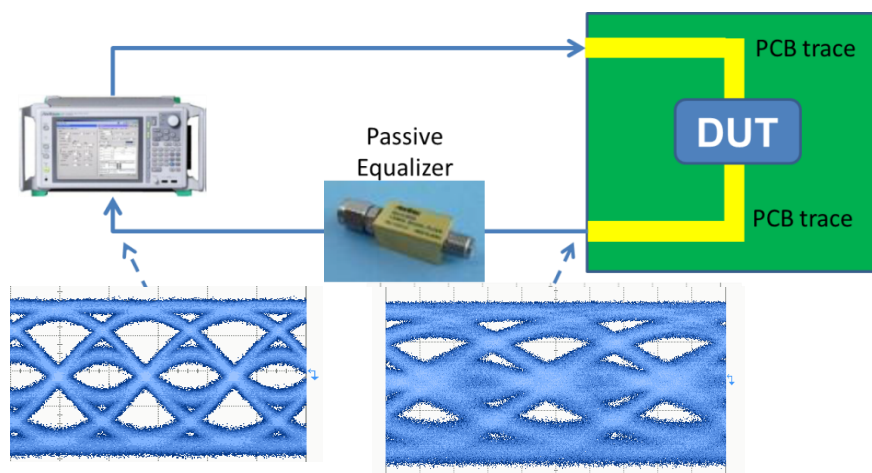 PCB trace
DUT
Passive
Equalizer
PCB trace